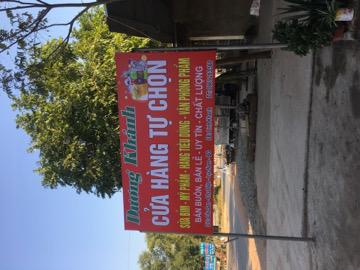 Dương Khánh
CỬA HÀNG TỰ CHỌN
SỮA BỈM - MỸ PHẨM - HÀNG TIÊU DÙNG - VĂN PHÒNG PHẨM
BÁN BUÔN, BÁN LẺ - UY TÍN - CHẤT LƯỢNG